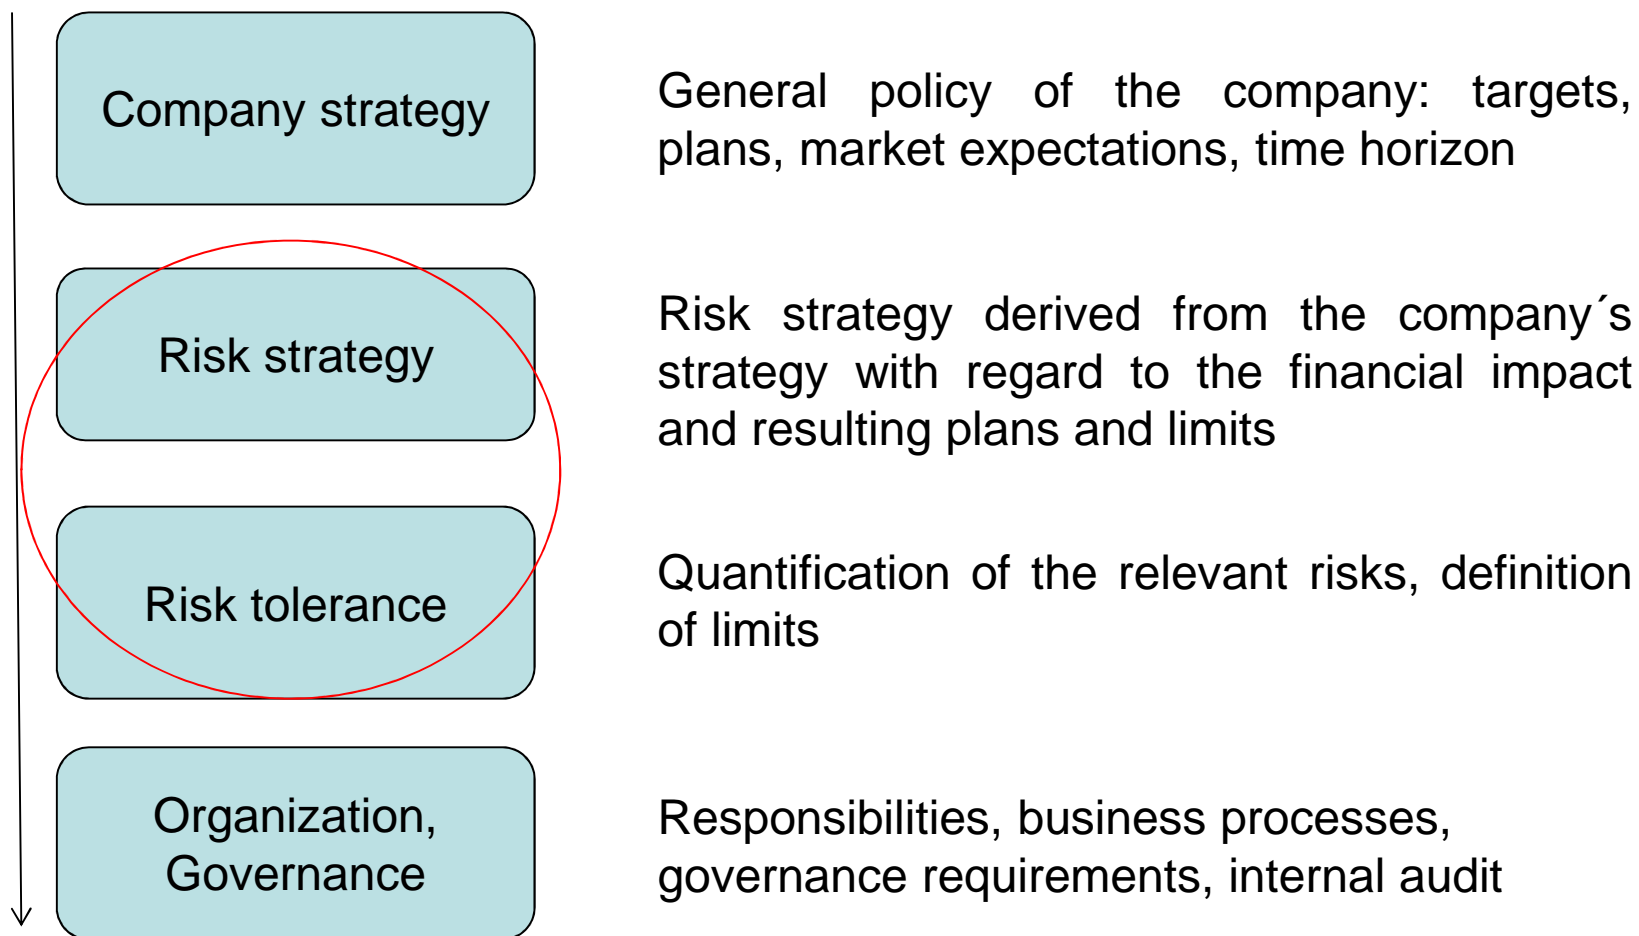 Company strategy
General policy of the company: targets,
plans, market expectations, time horizon
Risk strategy
Risk strategy derived from the company´s
strategy with regard to the financial impact
and resulting plans and limits
Risk tolerance
Quantification of the relevant risks, definition
of limits
Organization,
Governance
Responsibilities, business processes,
governance requirements, internal audit